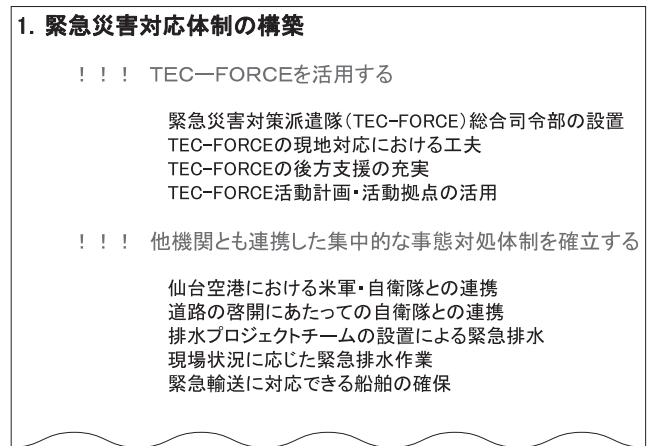 1. 緊急災害対応体制の構築
！！！ TEC―FORCEを活用する
緊急災害対策派遣隊(TEC-FORCE)総合司令部の設置
TEC-FORCEの現地対応における工夫
TEC-FORCEの後方支援の充実
TEC-FORCE活動計画・活動拠点の活用
！！！ 他機関とも連携した集中的な事態対処体制を確立する
仙台空港における米軍・自衛隊との連携
道路の啓開にあたっての自衛隊との連携
排水プロジェクトチームの設置による緊急排水
現場状況に応じた緊急排水作業
緊急輸送に対応できる船舶の確保